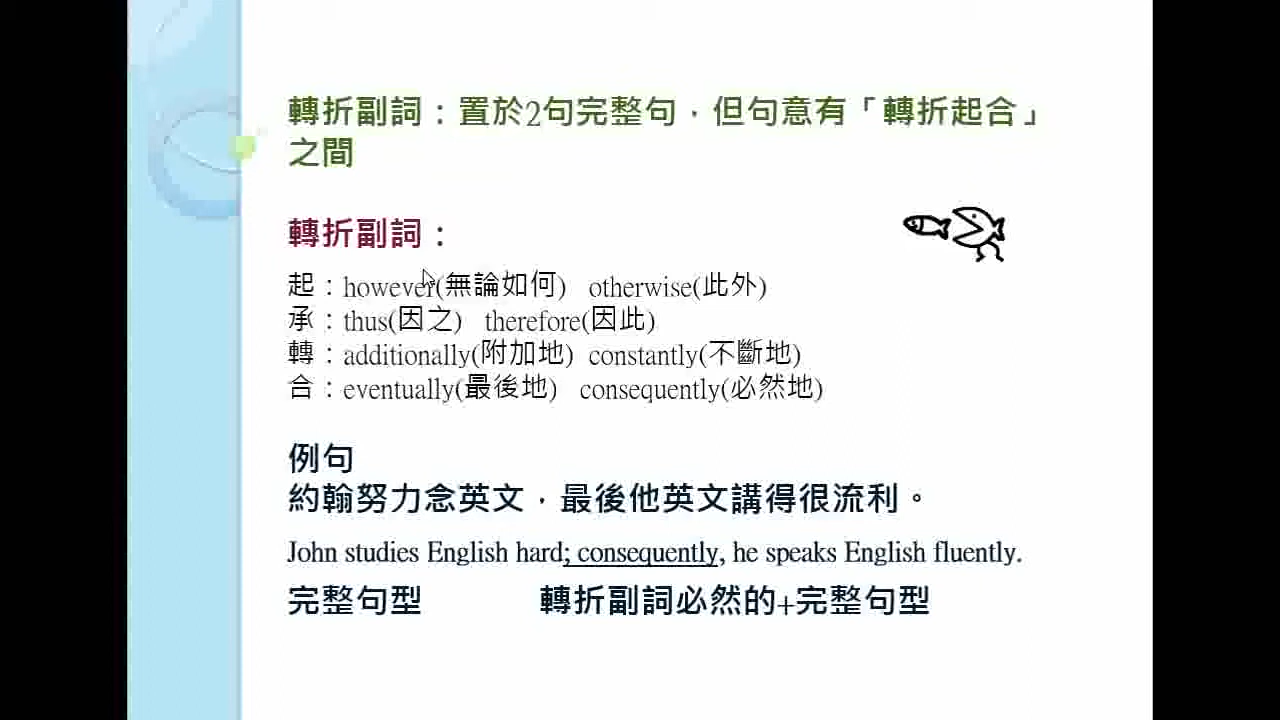 轉折副詞：置於2句完整句，但句意有「轉折起合」
之間
轉折副詞：
起：however(無論如何) otherwise(此外)
承：thus(因之) therefore(因此)
轉：additionally(附加地) constantly(不斷地)
合：eventually(最後地) consequently(必然地)
例句
約翰努力念英文，最後他英文講得很流利。
John studies English hard; consequently, he speaks English fluently.
完整句型 轉折副詞必然的+完整句型